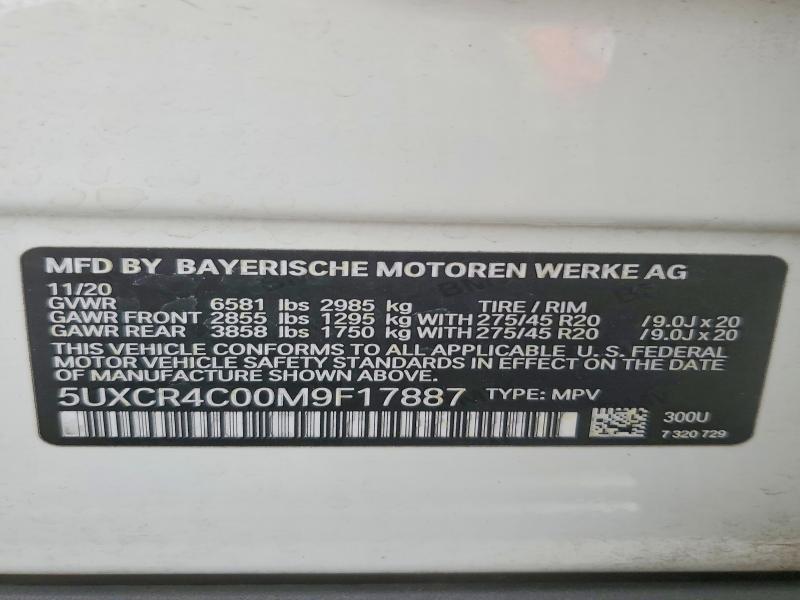 MFD BY BAYERISCHE MOTOREN WERKE AG
11/20
GVWR 6581 lbs 2985 kg TIRE / RIM
GAWR FRONT 2855 lbs 1295 kg WITH 275/45 R20 /9.0J x 20
GAWR REAR 3858 lbs 1750 kg WITH 275/45 R20 /9.0J x 20
THIS VEHICLE CONFORMS TO ALL APPLICABLE U. S. FEDERAL
MOTOR VEHICLE SAFETY STANDARDS IN EFFECT ON THE DATE
OF MANUFACTURE SHOWN ABOVE.
5UXCR4C00M9F17887 TYPE: MPV
300U
7 320 729